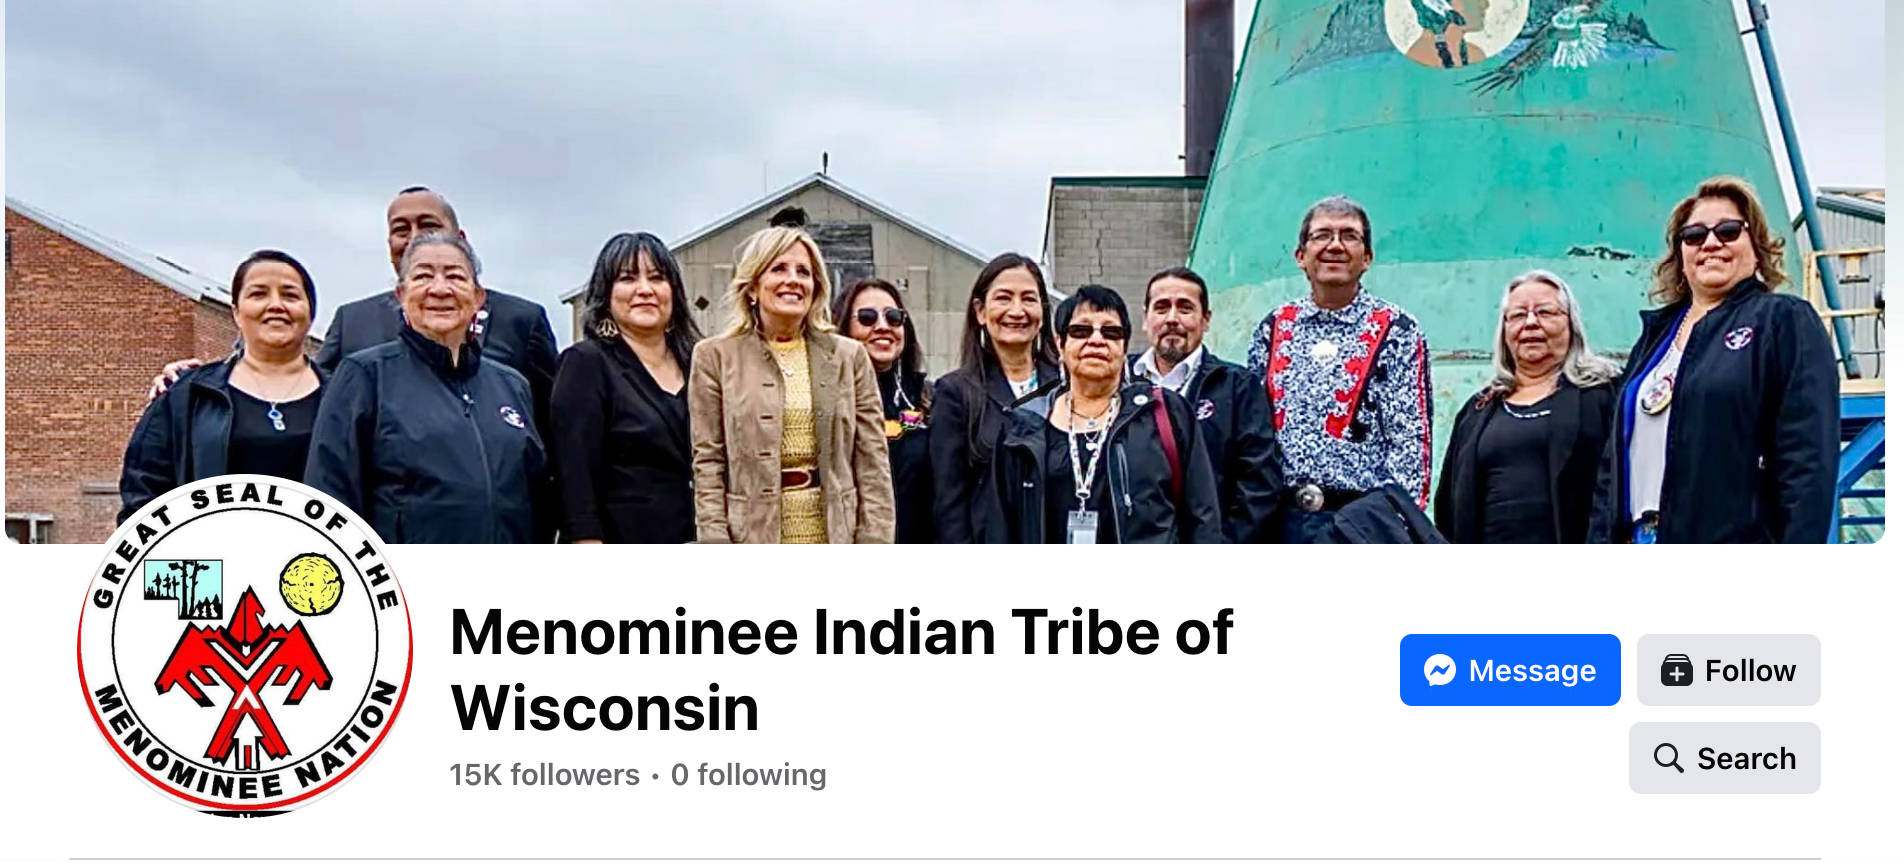 GREAT SEAL OF THE
MENOMINEE NATION
Menominee Indian Tribe of
Wisconsin
15K followers · 0 following
Message
Follow
Search